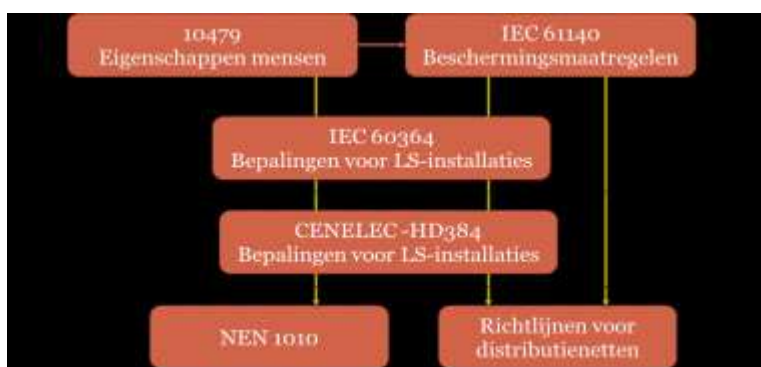 10479
Eigenschappen mensen
IEC 61140
Beschermingsmaatregelen
IEC 60364
Bepalingen voor LS-installaties
CENELEC -HD384
Bepalingen voor LS-installaties
NEN 1010
Richtlijnen voor
distributienetten